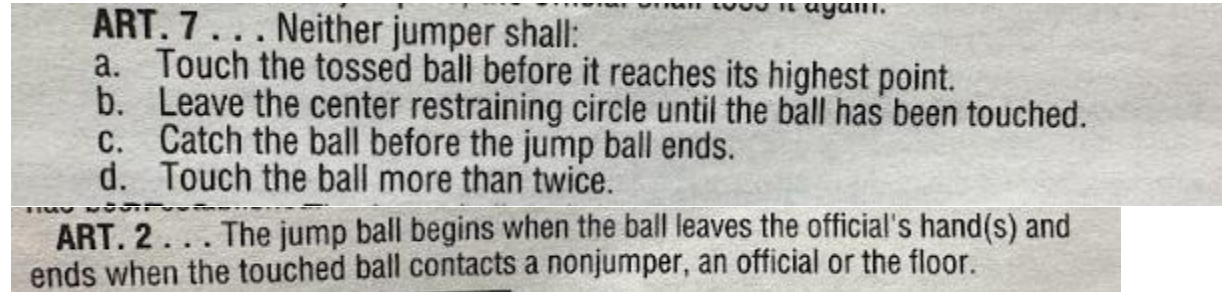 ART. 7 . . . Neither jumper shall:
a. Touch the tossed ball before it reaches its highest point.
b. Leave the center restraining circle until the ball has been touched.
c. Catch the ball before the jump ball ends.
d. Touch the ball more than twice.
ART. 2 . . . The jump ball begins when the ball leaves the official's hand(s) and
ends when the touched ball contacts a nonjumper, an official or the floor.